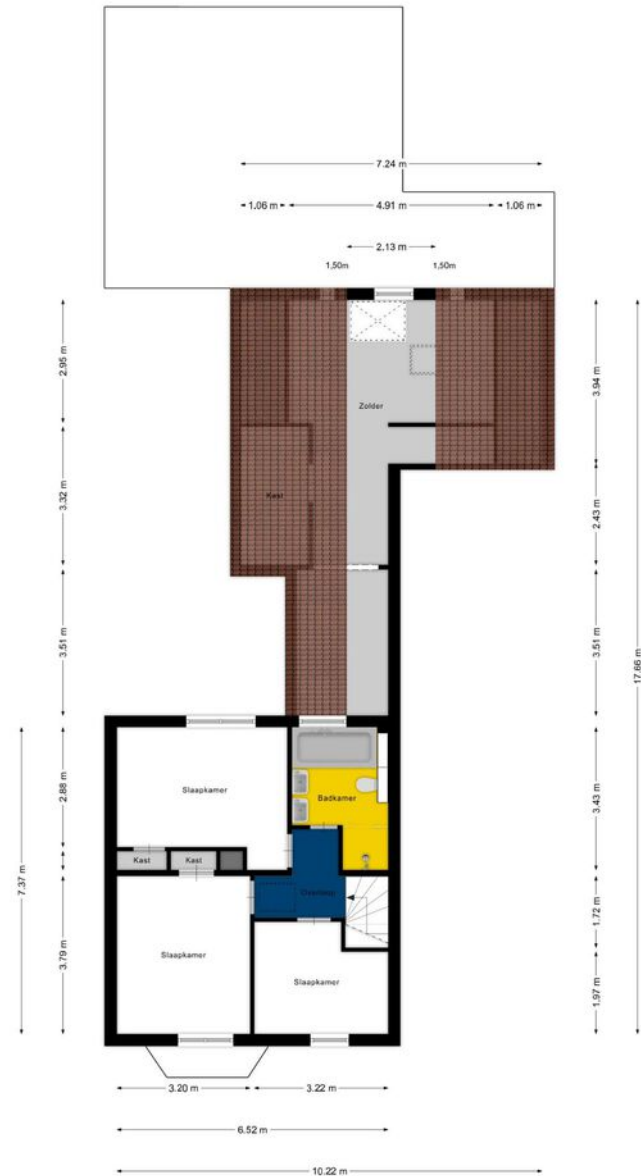 7.24 m
1.06 m
4.91 m
1.06 m
2.13 m
1,50m
1,50m
2.95 m
3.94 m
Zolder
3.32 m
Kast
2.43 m
3.51 m
3.51 m
17.66 m
Slaapkamer
Badkamer
2.88 m
3.43 m
7.37 m
Kast
Kast
Overloop
1.72 m
3.79 m
Slaapkamer
Slaapkamer
1.97 m
3.20 m
3.22 m
6.52 m
10.22 m